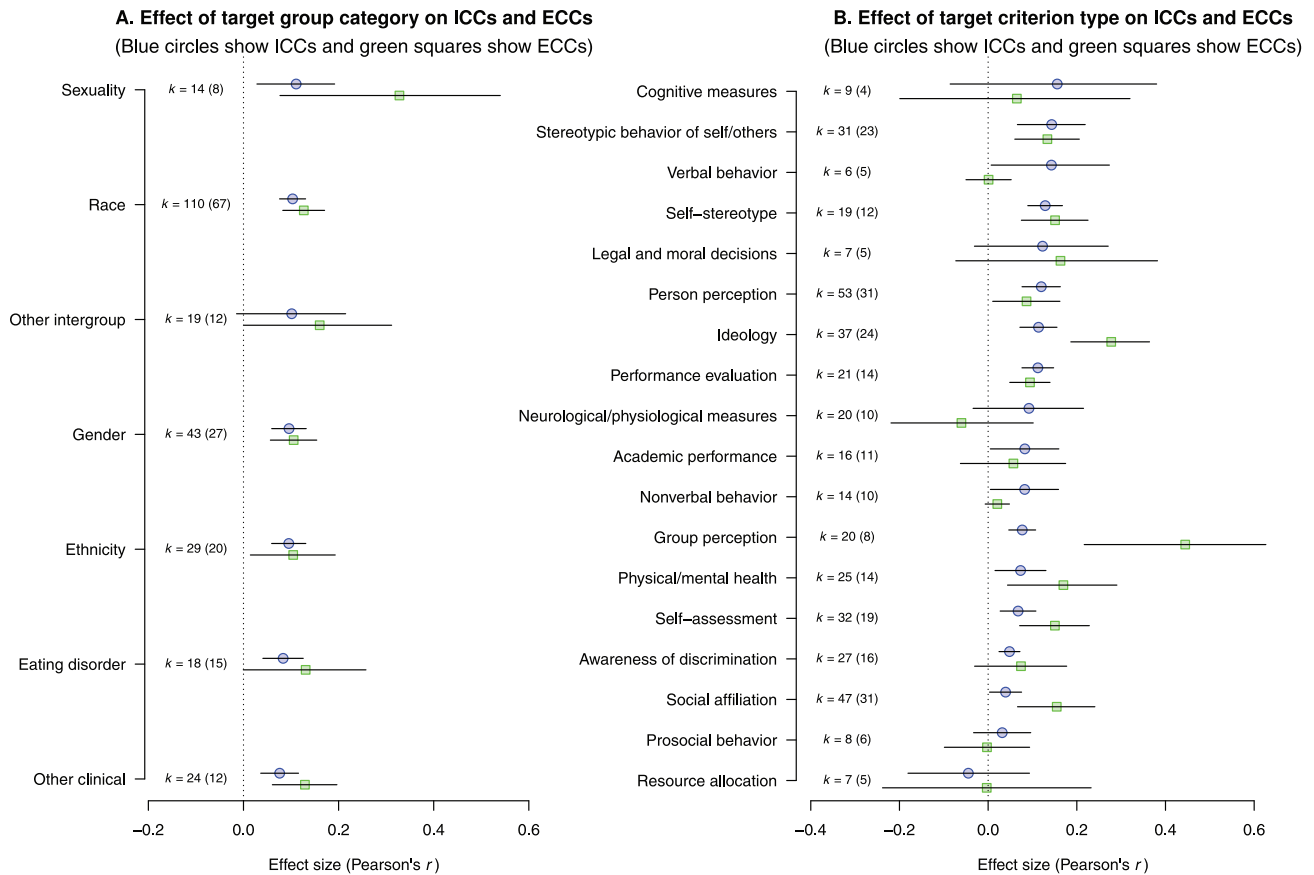 A. Effect of target group category on ICCs and ECCs
(Blue circles show ICCs and green squares show ECCs)
Sexuality k = 14 (8)
Race k = 110 (67)
Other intergroup k = 19 (12)
Gender k = 43 (27)
Ethnicity k = 29 (20)
Eating disorder k = 18 (15)
Other clinical k = 24 (12)
−0.2 0.0 0.2 0.4 0.6
Effect size (Pearson's r)
B. Effect of target criterion type on ICCs and ECCs
(Blue circles show ICCs and green squares show ECCs)
Cognitive measures k = 9 (4)
Stereotypic behavior of self/others k = 31 (23)
Verbal behavior k = 6 (5)
Self−stereotype k = 19 (12)
Legal and moral decisions k = 7 (5)
Person perception k = 53 (31)
Ideology k = 37 (24)
Performance evaluation k = 21 (14)
Neurological/physiological measures k = 20 (10)
Academic performance k = 16 (11)
Nonverbal behavior k = 14 (10)
Group perception k = 20 (8)
Physical/mental health k = 25 (14)
Self−assessment k = 32 (19)
Awareness of discrimination k = 27 (16)
Social affiliation k = 47 (31)
Prosocial behavior k = 8 (6)
Resource allocation k = 7 (5)
−0.4 −0.2 0.0 0.2 0.4 0.6
Effect size (Pearson's r)